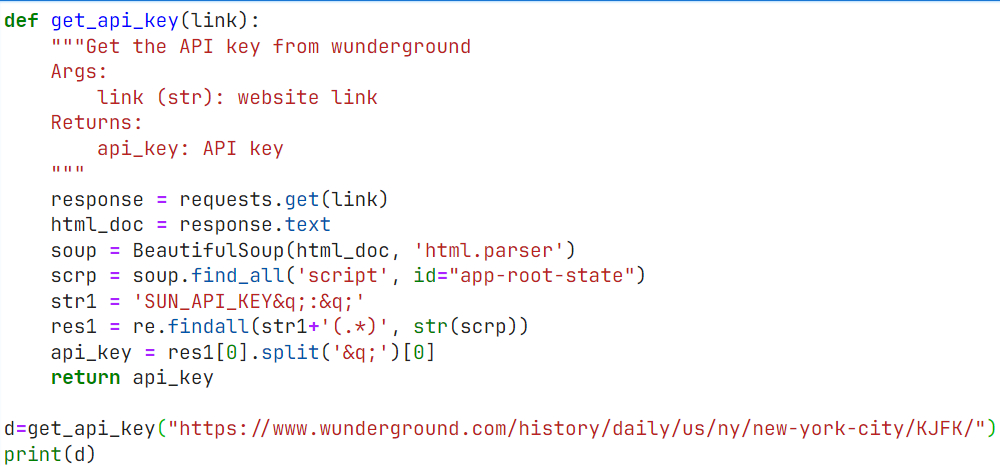 def get_api_key(link):
    """Get the API key from wunderground
    Args:
        link (str): website link
    Returns:
        api_key: API key
    """
    response = requests.get(link)
    html_doc = response.text
    soup = BeautifulSoup(html_doc, 'html.parser')
    scrp = soup.find_all('script', id="app-root-state")
    str1 = 'SUN_API_KEY&q;:&q;'
    res1 = re.findall(str1+'(.*)', str(scrp))
    api_key = res1[0].split('&q;')[0]
    return api_key

d=get_api_key("https://www.wunderground.com/history/daily/us/ny/new-york-city/KJFK/")
print(d)